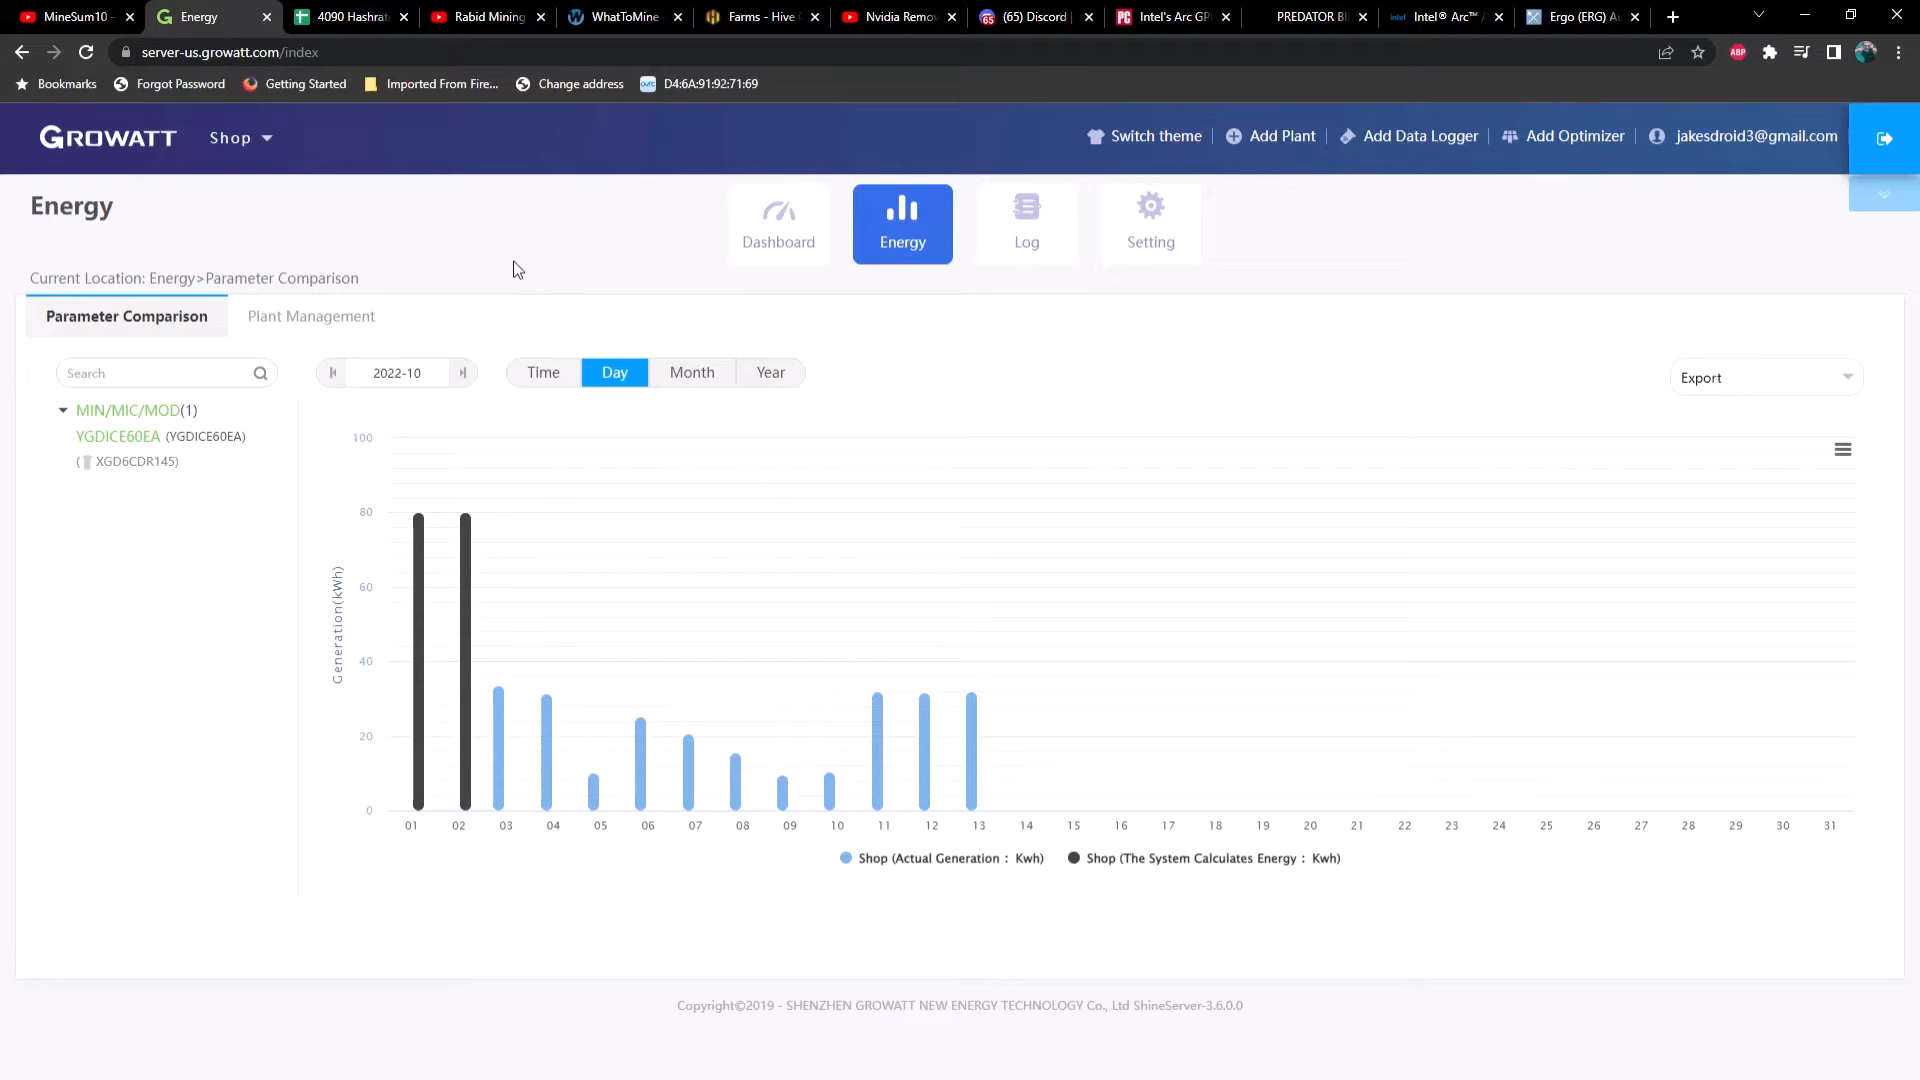 MineSum10 -
Energy
4090 Hashrat
Rabid Mining
WhatToMine -
Farms - Hive
Nvidia Remov
(65) Discord |
Intel's Arc GP
PREDATOR BI
Intel® Arc™ A
Ergo (ERG) Au
server-us.growatt.com/index
ABP
Bookmarks
Forgot Password
Getting Started
Imported From Fire...
Change address
D4:6A:91:92:71:69
GROWATT
Shop
Switch theme
Add Plant
Add Data Logger
Add Optimizer
jakesdroid3@gmail.com
Energy
Dashboard
Energy
Log
Setting
Current Location: Energy>Parameter Comparison
Parameter Comparison
Plant Management
Search
2022-10
Time
Day
Month
Year
Export
MIN/MIC/MOD(1)
YGDICE60EA (YGDICE60EA)
( XGD6CDR145)
Generation(kWh)
100
80
60
40
20
0
01 02 03 04 05 06 07 08 09 10 11 12 13 14 15 16 17 18 19 20 21 22 23 24 25 26 27 28 29 30 31
Shop (Actual Generation : Kwh)
Shop (The System Calculates Energy : Kwh)
Copyright©2019 - SHENZHEN GROWATT NEW ENERGY TECHNOLOGY Co., Ltd ShineServer-3.6.0.0